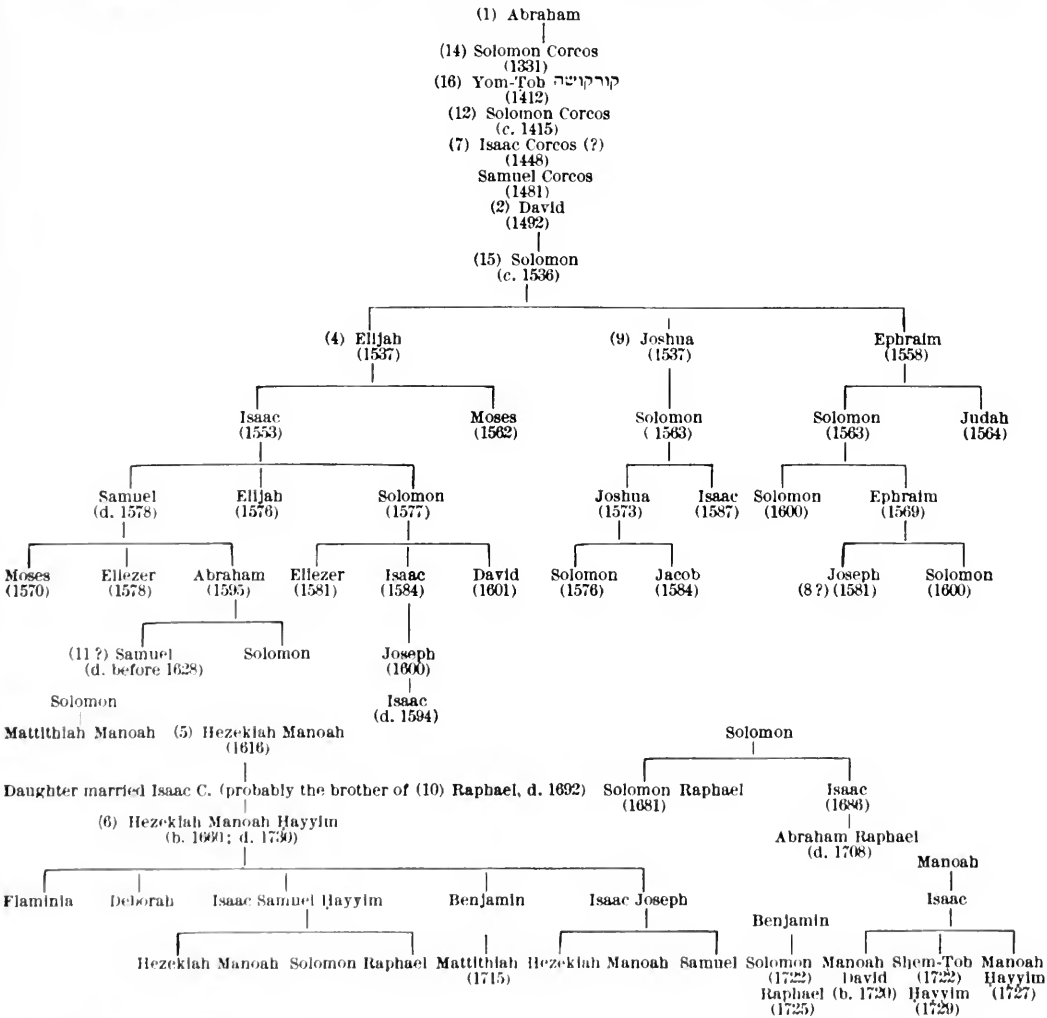 (1) Abraham
(14) Solomon Corcos
(1331)
(16) Yom-Tob קורקושה
(1412)
(12) Solomon Corcos
(c. 1415)
(7) Isaac Corcos (?)
(1448)
Samuel Corcos
(1481)
(2) David
(1492)
(15) Solomon
(c. 1536)
(4) Elijah (9) Joshua Ephraim
(1537) (1537) (1558)
Isaac Moses Solomon Solomon Judah
(1553) (1562) (1563) (1563) (1564)
Samuel Elijah Solomon Joshua Isaac Solomon Ephraim
(d. 1578) (1576) (1577) (1573) (1587) (1600) (1569)
Moses Eliezer Abraham Eliezer Isaac David Solomon Jacob Joseph Solomon
(1570) (1578) (1595) (1581) (1584) (1601) (1576) (1584) (8?) (1581) (1600)
(11?) Samuel Solomon Joseph
(d. before 1628) (1600)
Solomon Isaac
(d. 1594)
Mattithiah Manoah (5) Hezekiah Manoah Solomon
(1616)
Daughter married Isaac C. (probably the brother of (10) Raphael, d. 1692) Solomon Raphael Isaac
(1681) (1686)
(6) Hezekiah Manoah Ḥayyim Abraham Raphael
(b. 1660; d. 1730) (d. 1708)
Manoah
Flaminia Deborah Isaac Samuel Ḥayyim Benjamin Isaac Joseph Isaac
Benjamin
Hezekiah Manoah Solomon Raphael Mattithiah Hezekiah Manoah Samuel Solomon Manoah Shem-Tob Manoah
(1715) (1722) David (1722) Ḥayyim
Raphael (b. 1720) Ḥayyim (1727)
(1725) (1729)